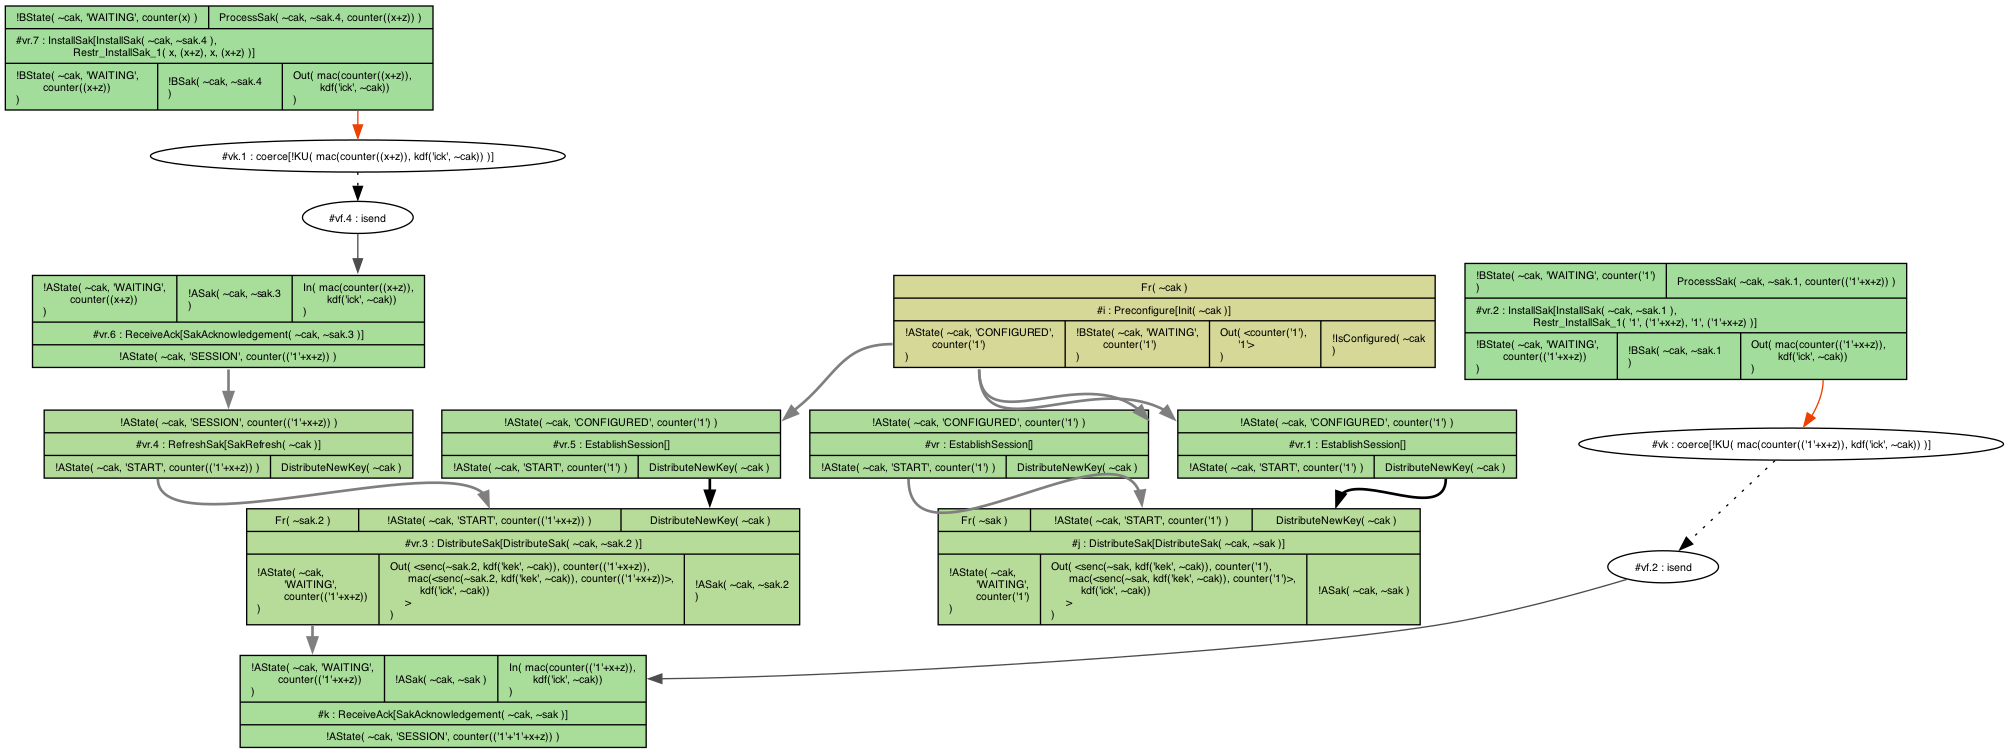 !BState( ~cak, 'WAITING', counter(x) )
ProcessSak( ~cak, ~sak.4, counter((x+z)) )
#vr.7 : InstallSak[InstallSak( ~cak, ~sak.4 ),
Restr_InstallSak_1( x, (x+z), x, (x+z) )]
!BState( ~cak, 'WAITING',
counter((x+z))
)
!BSak( ~cak, ~sak.4
)
Out( mac(counter((x+z)),
kdf('ick', ~cak))
)
#vk.1 : coerce[!KU( mac(counter((x+z)), kdf('ick', ~cak)) )]
#vf.4 : isend
!AState( ~cak, 'WAITING',
counter((x+z))
)
!ASak( ~cak, ~sak.3
)
In( mac(counter((x+z)),
kdf('ick', ~cak))
)
#vr.6 : ReceiveAck[SakAcknowledgement( ~cak, ~sak.3 )]
!AState( ~cak, 'SESSION', counter(('1'+x+z)) )
Fr( ~cak )
#i : Preconfigure[Init( ~cak )]
!AState( ~cak, 'CONFIGURED',
counter('1')
)
!BState( ~cak, 'WAITING',
counter('1')
)
Out( <counter('1'),
'1'>
)
!IsConfigured( ~cak
)
!BState( ~cak, 'WAITING', counter('1')
)
ProcessSak( ~cak, ~sak.1, counter(('1'+x+z)) )
#vr.2 : InstallSak[InstallSak( ~cak, ~sak.1 ),
Restr_InstallSak_1( '1', ('1'+x+z), '1', ('1'+x+z) )]
!BState( ~cak, 'WAITING',
counter(('1'+x+z))
)
!BSak( ~cak, ~sak.1
)
Out( mac(counter(('1'+x+z)),
kdf('ick', ~cak))
)
!AState( ~cak, 'SESSION', counter(('1'+x+z)) )
#vr.4 : RefreshSak[SakRefresh( ~cak )]
!AState( ~cak, 'START', counter(('1'+x+z)) )
DistributeNewKey( ~cak )
!AState( ~cak, 'CONFIGURED', counter('1') )
#vr.5 : EstablishSession[]
!AState( ~cak, 'START', counter('1') )
DistributeNewKey( ~cak )
!AState( ~cak, 'CONFIGURED', counter('1') )
#vr : EstablishSession[]
!AState( ~cak, 'START', counter('1') )
DistributeNewKey( ~cak )
!AState( ~cak, 'CONFIGURED', counter('1') )
#vr.1 : EstablishSession[]
!AState( ~cak, 'START', counter('1') )
DistributeNewKey( ~cak )
#vk : coerce[!KU( mac(counter(('1'+x+z)), kdf('ick', ~cak)) )]
Fr( ~sak.2 )
!AState( ~cak, 'START', counter(('1'+x+z)) )
DistributeNewKey( ~cak )
#vr.3 : DistributeSak[DistributeSak( ~cak, ~sak.2 )]
!AState( ~cak,
'WAITING',
counter(('1'+x+z))
)
Out( <senc(~sak.2, kdf('kek', ~cak)), counter(('1'+x+z)),
mac(<senc(~sak.2, kdf('kek', ~cak)), counter(('1'+x+z))>,
kdf('ick', ~cak))
>
)
!ASak( ~cak, ~sak.2
)
Fr( ~sak )
!AState( ~cak, 'START', counter('1') )
DistributeNewKey( ~cak )
#j : DistributeSak[DistributeSak( ~cak, ~sak )]
!AState( ~cak,
'WAITING',
counter('1')
)
Out( <senc(~sak, kdf('kek', ~cak)), counter('1'),
mac(<senc(~sak, kdf('kek', ~cak)), counter('1')>,
kdf('ick', ~cak))
>
)
!ASak( ~cak, ~sak )
#vf.2 : isend
!AState( ~cak, 'WAITING',
counter(('1'+x+z))
)
!ASak( ~cak, ~sak )
In( mac(counter(('1'+x+z)),
kdf('ick', ~cak))
)
#k : ReceiveAck[SakAcknowledgement( ~cak, ~sak )]
!AState( ~cak, 'SESSION', counter(('1'+'1'+x+z)) )